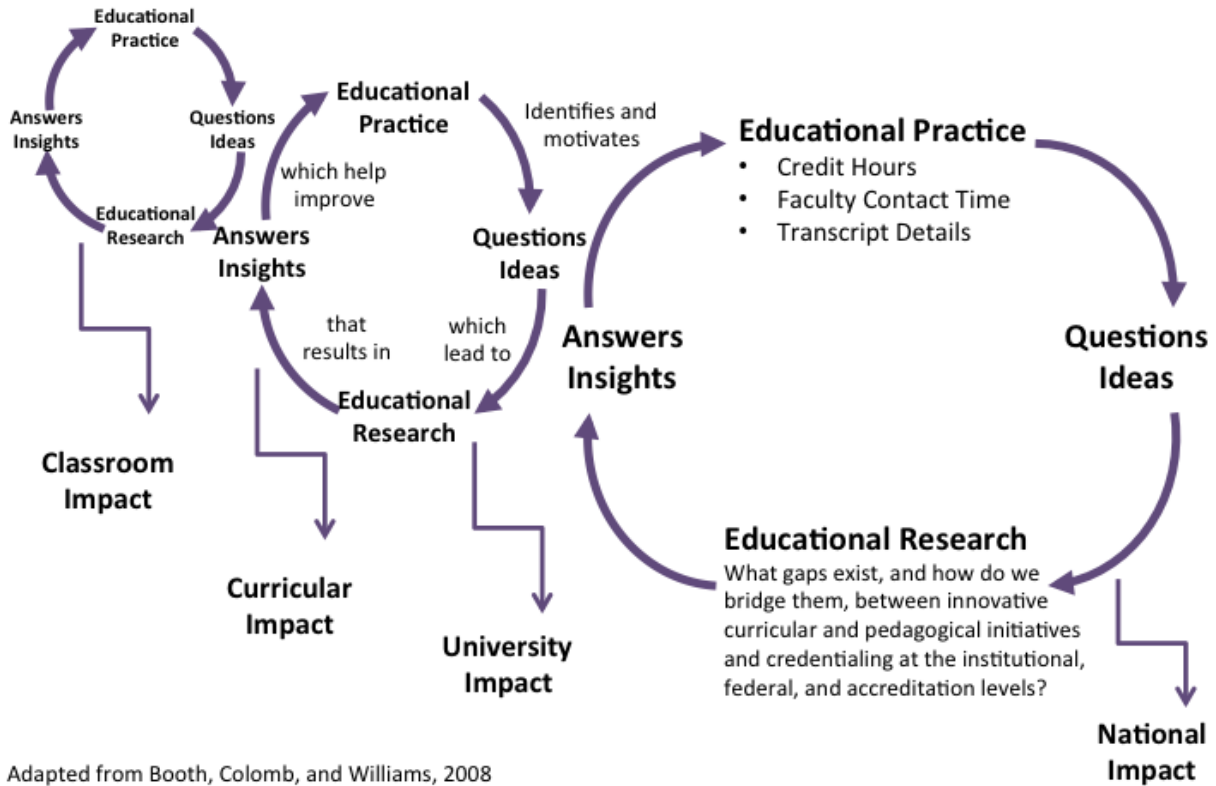 Educational
Practice
Questions
Ideas
Educational
Research
Answers
Insights
Educational
Practice
Identifies and
motivates
Questions
Ideas
which
lead to
Educational
Research
that
results in
Answers
Insights
which help
improve
Educational Practice
• Credit Hours
• Faculty Contact Time
• Transcript Details
Questions
Ideas
Educational Research
What gaps exist, and how do we
bridge them, between innovative
curricular and pedagogical initiatives
and credentialing at the institutional,
federal, and accreditation levels?
Answers
Insights
Classroom
Impact
Curricular
Impact
University
Impact
National
Impact
Adapted from Booth, Colomb, and Williams, 2008